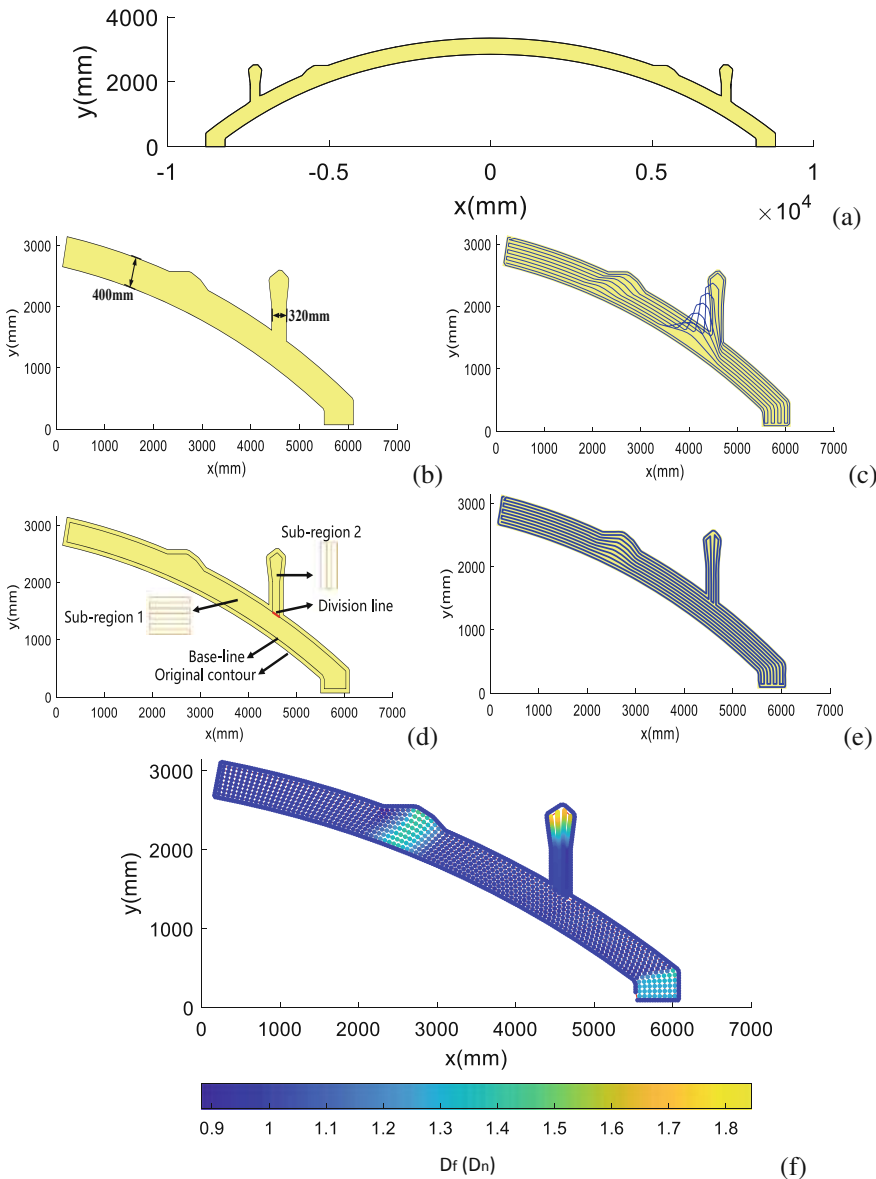 4000
y(mm)
2000
0
-1
-0.5
0
0.5
1
x(mm)
× 10⁴
(a)
3000
2000
1000
0
y(mm)
400mm
320mm
0 1000 2000 3000 4000 5000 6000 7000
x(mm)
(b)
3000
2000
1000
0
y(mm)
0 1000 2000 3000 4000 5000 6000 7000
x(mm)
(c)
3000
2000
1000
0
y(mm)
Sub-region 2
Sub-region 1
Division line
Base-line
Original contour
0 1000 2000 3000 4000 5000 6000 7000
x(mm)
(d)
3000
2000
1000
0
y(mm)
0 1000 2000 3000 4000 5000 6000 7000
x(mm)
(e)
3000
2000
1000
0
y(mm)
0 1000 2000 3000 4000 5000 6000 7000
x(mm)
0.9 1 1.1 1.2 1.3 1.4 1.5 1.6 1.7 1.8
Df (Dn)
(f)